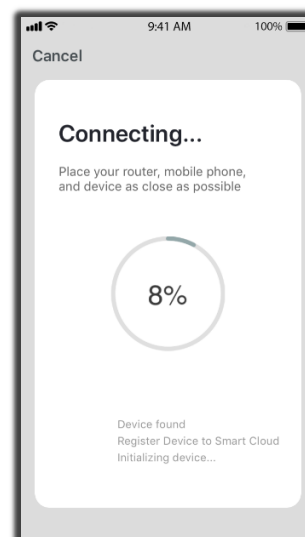 9:41 AM
100%
Cancel
Connecting...
Place your router, mobile phone,
and device as close as possible
8%
Device found
Register Device to Smart Cloud
Initializing device...